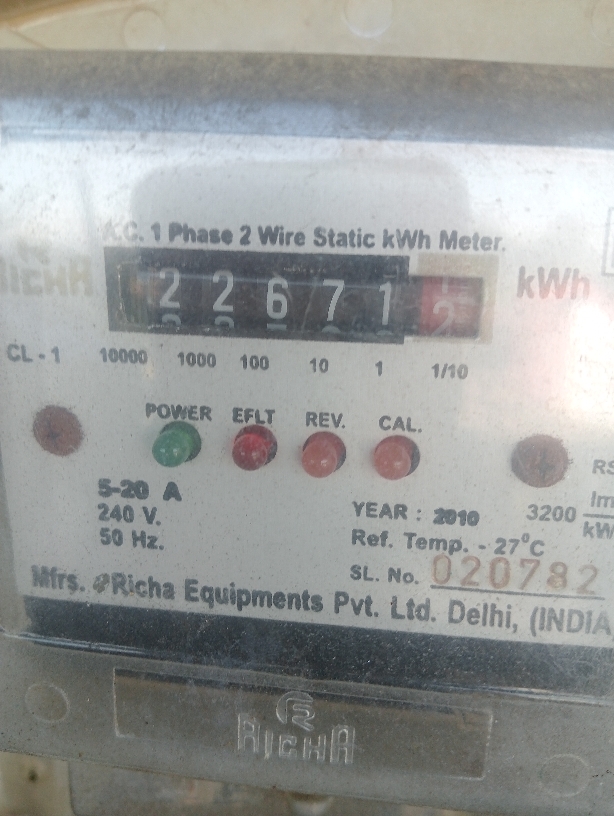 A.C. 1 Phase 2 Wire Static kWh Meter.
RICHA
2 2 6 7 1 2 kWh
CL - 1 10000 1000 100 10 1 1/10
POWER EFLT REV. CAL.
5-20 A
240 V.
50 Hz.
YEAR : 2010 3200
Ref. Temp. - 27°C
SL. No. 020782
Mfrs. Richa Equipments Pvt. Ltd. Delhi, (INDIA
RICHA